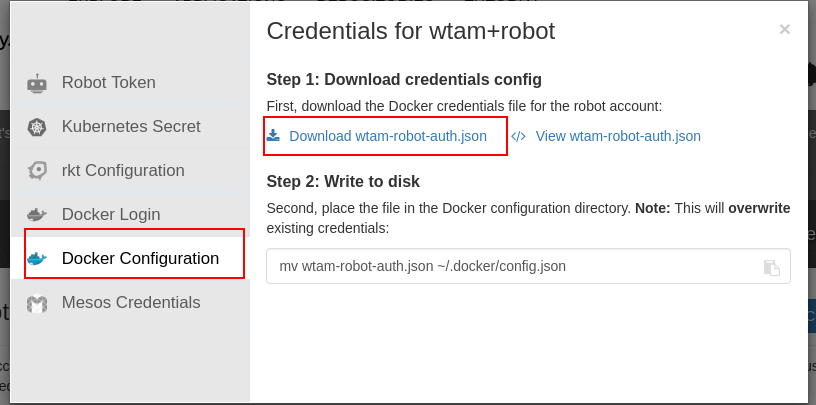 Credentials for wtam+robot
×
Robot Token
Kubernetes Secret
rkt Configuration
Docker Login
Docker Configuration
Mesos Credentials
Step 1: Download credentials config
First, download the Docker credentials file for the robot account:
Download wtam-robot-auth.json </> View wtam-robot-auth.json
Step 2: Write to disk
Second, place the file in the Docker configuration directory. Note: This will overwrite
existing credentials:
mv wtam-robot-auth.json ~/.docker/config.json